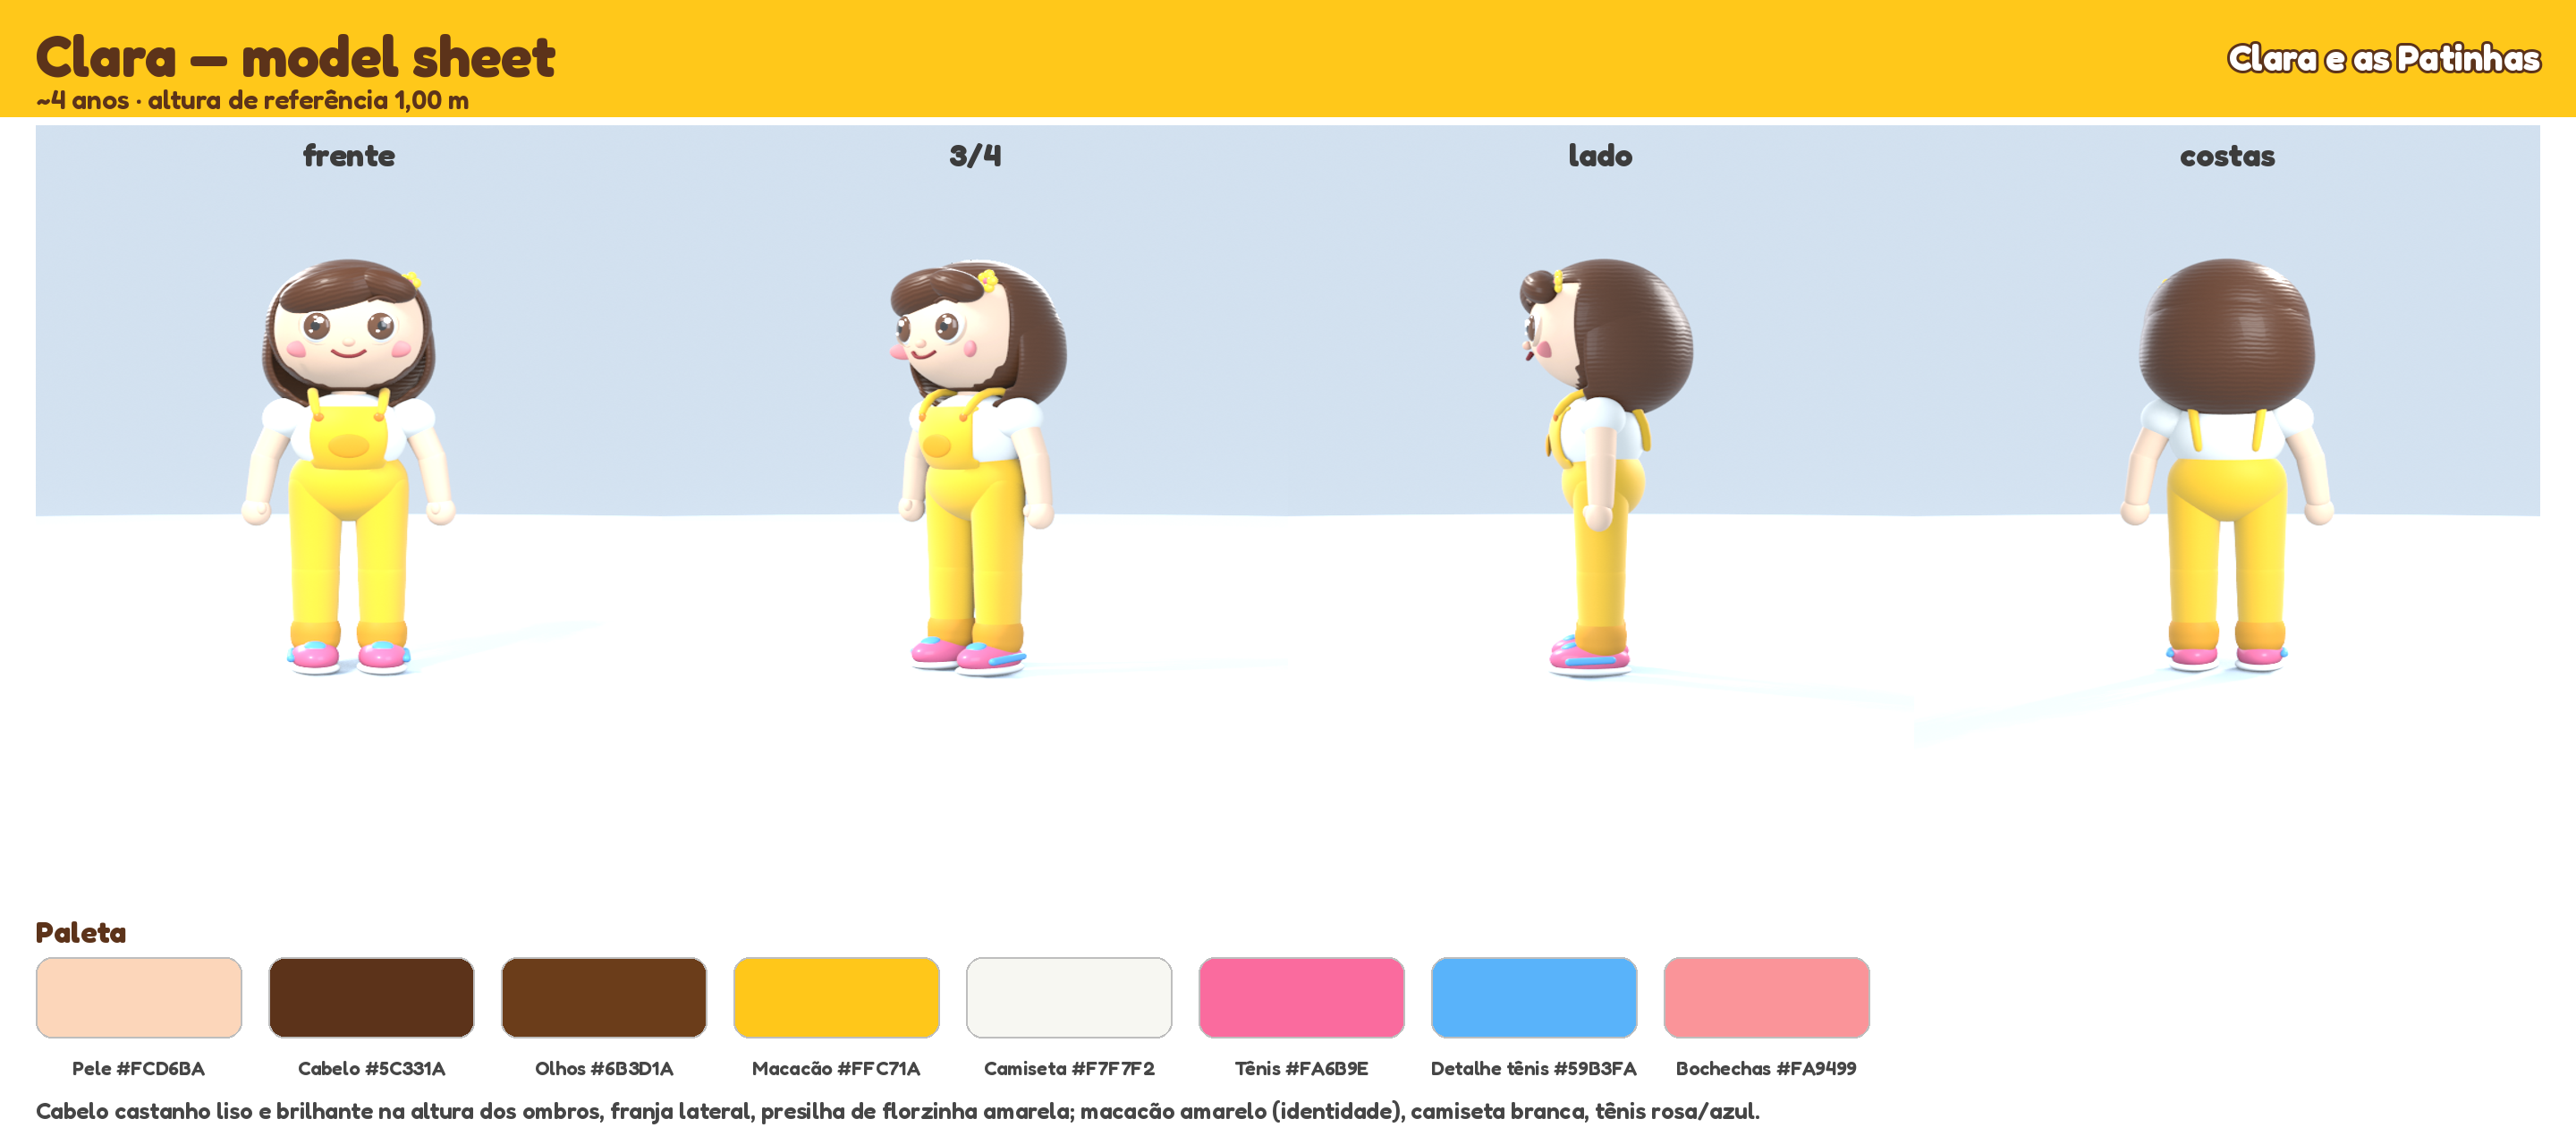 Clara — model sheet
~4 anos · altura de referência 1,00 m
Clara e as Patinhas
frente
3/4
lado
costas
Paleta
Pele #FCD6BA
Cabelo #5C331A
Olhos #6B3D1A
Macacão #FFC71A
Camiseta #F7F7F2
Tênis #FA6B9E
Detalhe tênis #59B3FA
Bochechas #FA9499
Cabelo castanho liso e brilhante na altura dos ombros, franja lateral, presilha de florzinha amarela; macacão amarelo (identidade), camiseta branca, tênis rosa/azul.